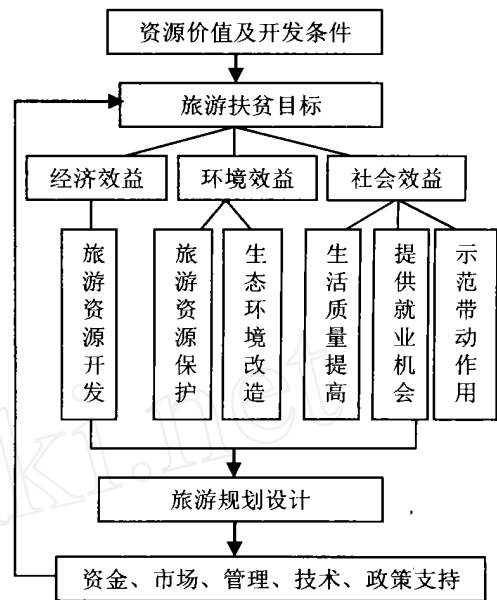 资源价值及开发条件
旅游扶贫目标
经济效益
环境效益
社会效益
旅游资源开发
旅游资源保护
生态环境改造
生活质量提高
提供就业机会
示范带动作用
旅游规划设计
资金、市场、管理、技术、政策支持
ki.net